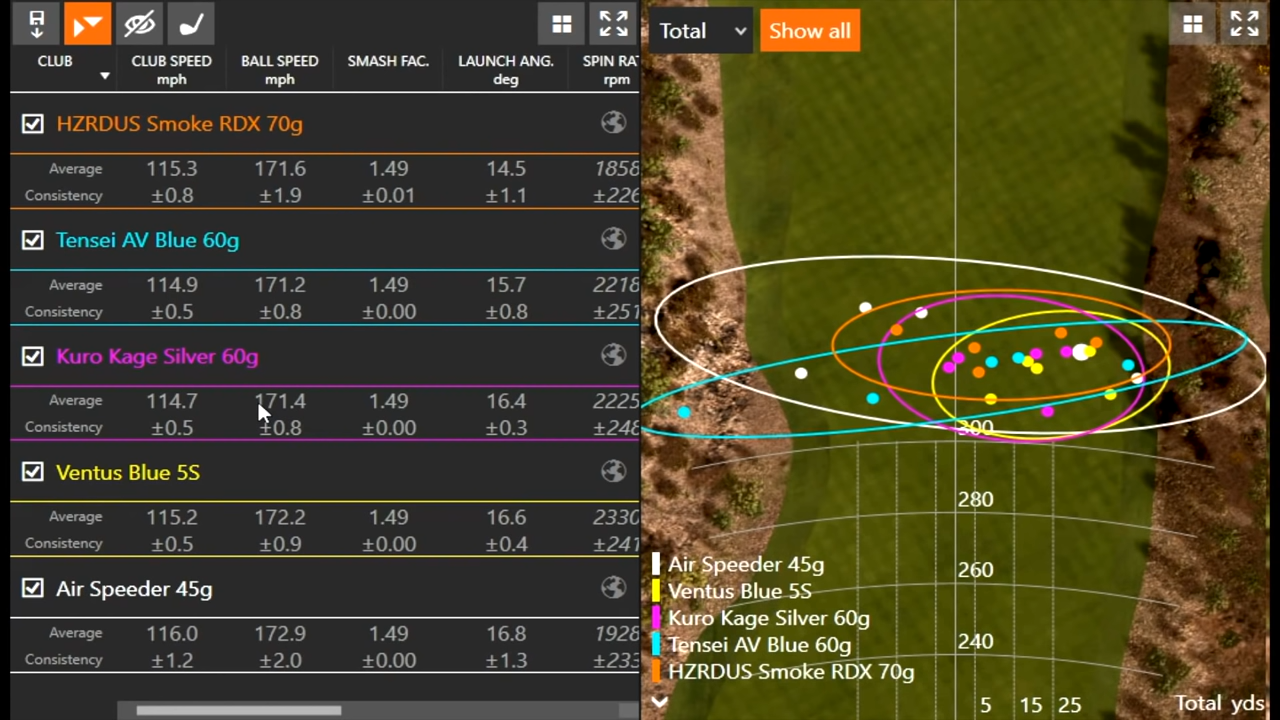 CLUB CLUB SPEED BALL SPEED SMASH FAC. LAUNCH ANG. SPIN RA
mph mph deg rpm
HZRDUS Smoke RDX 70g
Average 115.3 171.6 1.49 14.5 1858
Consistency ±0.8 ±1.9 ±0.01 ±1.1 ±226
Tensei AV Blue 60g
Average 114.9 171.2 1.49 15.7 2218
Consistency ±0.5 ±0.8 ±0.00 ±0.8 ±251
Kuro Kage Silver 60g
Average 114.7 171.4 1.49 16.4 2225
Consistency ±0.5 ±0.8 ±0.00 ±0.3 ±248
Ventus Blue 5S
Average 115.2 172.2 1.49 16.6 2330
Consistency ±0.5 ±0.9 ±0.00 ±0.4 ±241
Air Speeder 45g
Average 116.0 172.9 1.49 16.8 1928
Consistency ±1.2 ±2.0 ±0.00 ±1.3 ±233
Total Show all
300
280
260
240
Air Speeder 45g
Ventus Blue 5S
Kuro Kage Silver 60g
Tensei AV Blue 60g
HZRDUS Smoke RDX 70g
5 15 25 Total yds